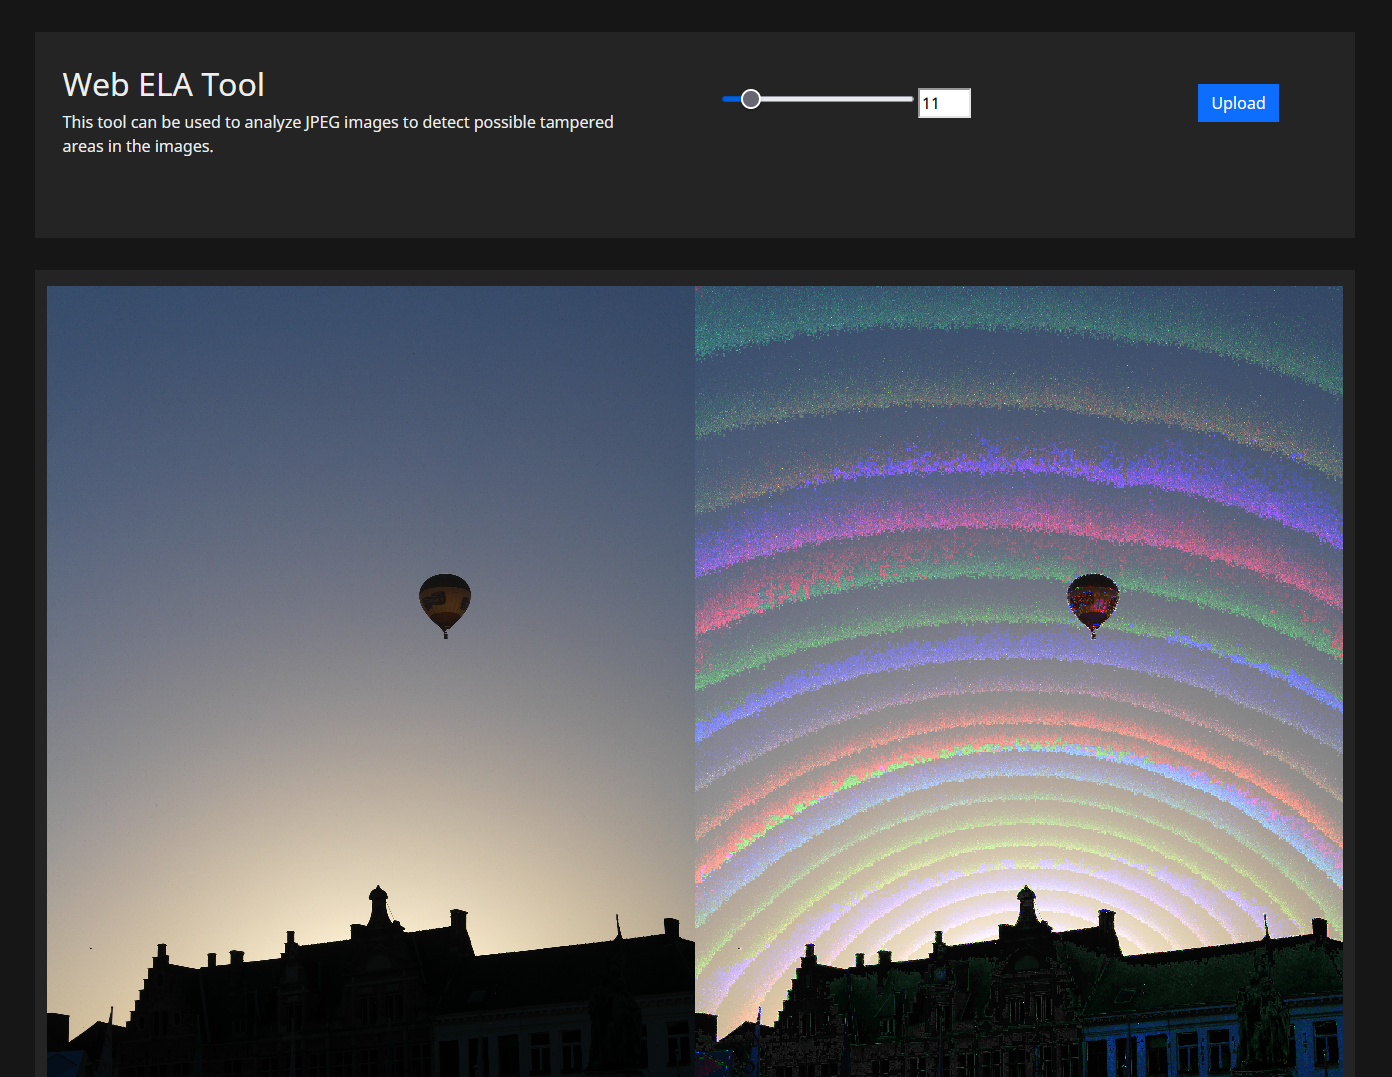 Web ELA Tool
This tool can be used to analyze JPEG images to detect possible tampered
areas in the images.
11
Upload